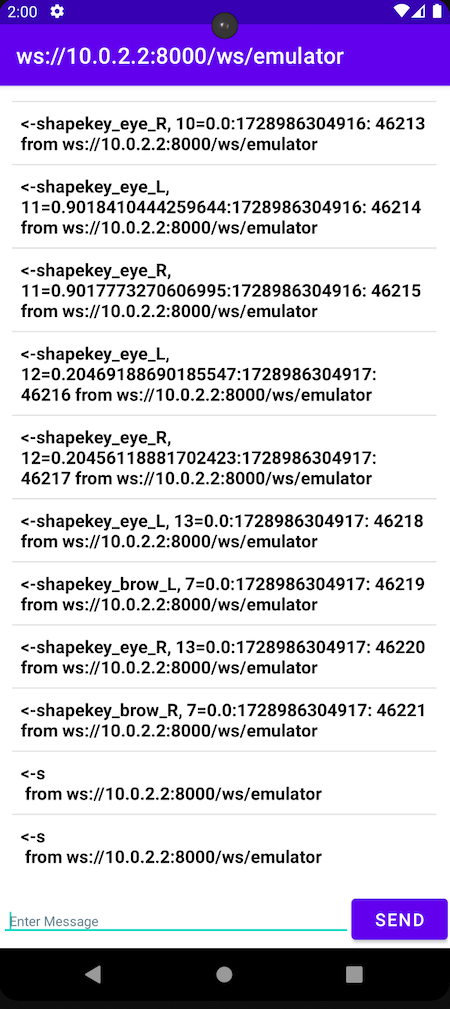 2:00
ws://10.0.2.2:8000/ws/emulator
<-shapekey_eye_R, 10=0.0:1728986304916: 46213
from ws://10.0.2.2:8000/ws/emulator
<-shapekey_eye_L,
11=0.9018410444259644:1728986304916: 46214
from ws://10.0.2.2:8000/ws/emulator
<-shapekey_eye_R,
11=0.9017773270606995:1728986304916: 46215
from ws://10.0.2.2:8000/ws/emulator
<-shapekey_eye_L,
12=0.20469188690185547:1728986304917:
46216 from ws://10.0.2.2:8000/ws/emulator
<-shapekey_eye_R,
12=0.20456118881702423:1728986304917:
46217 from ws://10.0.2.2:8000/ws/emulator
<-shapekey_eye_L, 13=0.0:1728986304917: 46218
from ws://10.0.2.2:8000/ws/emulator
<-shapekey_brow_L, 7=0.0:1728986304917: 46219
from ws://10.0.2.2:8000/ws/emulator
<-shapekey_eye_R, 13=0.0:1728986304917: 46220
from ws://10.0.2.2:8000/ws/emulator
<-shapekey_brow_R, 7=0.0:1728986304917: 46221
from ws://10.0.2.2:8000/ws/emulator
<-s
from ws://10.0.2.2:8000/ws/emulator
<-s
from ws://10.0.2.2:8000/ws/emulator
Enter Message
SEND